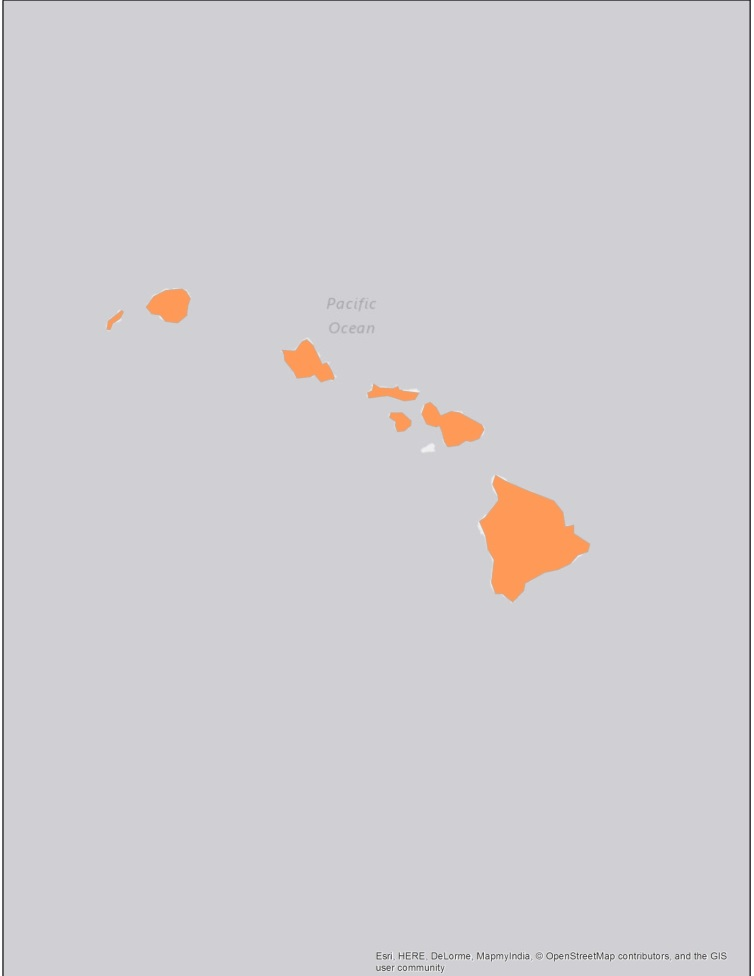 Pacific
Ocean
Esri, HERE, DeLorme, MapmyIndia, © OpenStreetMap contributors, and the GIS
user community